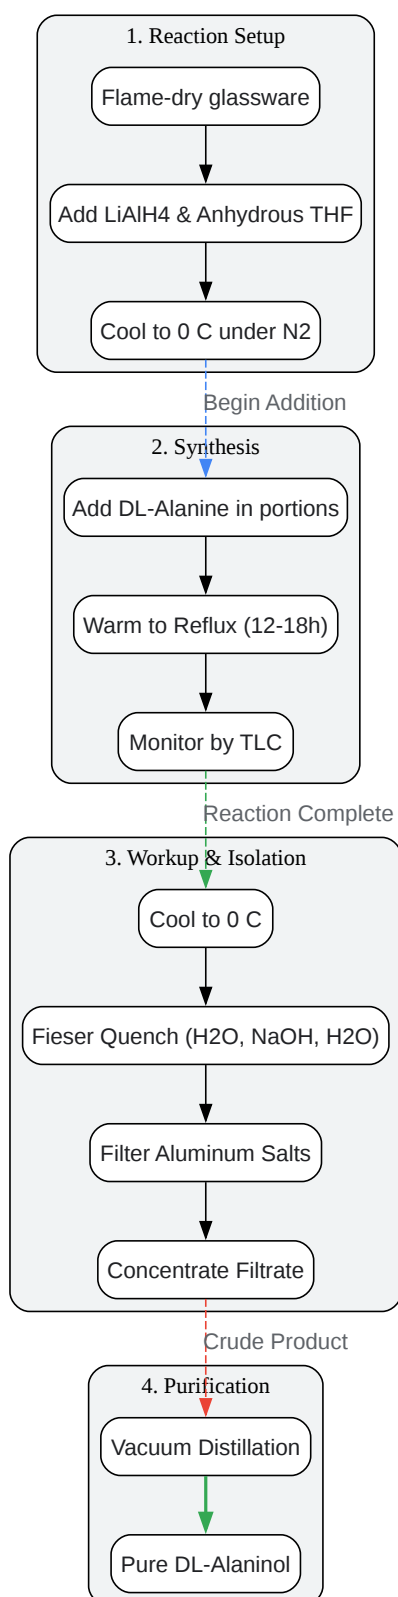 1. Reaction Setup
Flame-dry glassware
Add LiAlH4 & Anhydrous THF
Cool to 0 C under N2
Begin Addition
2. Synthesis
Add DL-Alanine in portions
Warm to Reflux (12-18h)
Monitor by TLC
Reaction Complete
3. Workup & Isolation
Cool to 0 C
Fieser Quench (H2O, NaOH, H2O)
Filter Aluminum Salts
Concentrate Filtrate
Crude Product
4. Purification
Vacuum Distillation
Pure DL-Alaninol